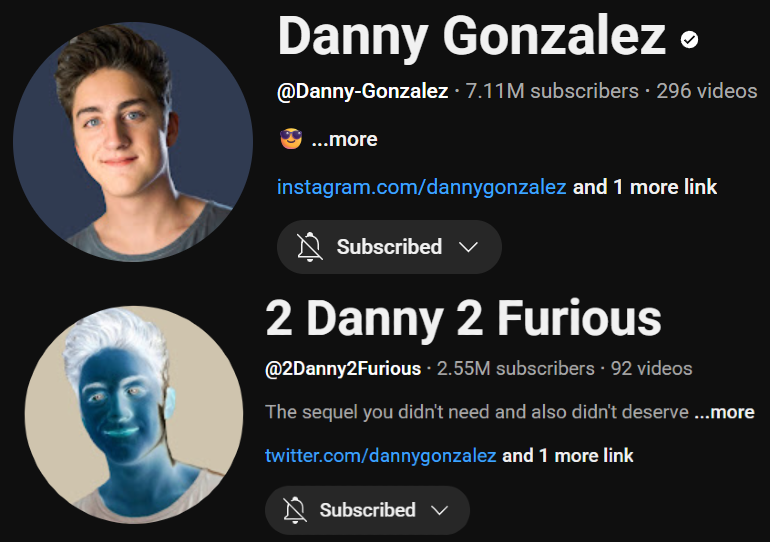 Danny Gonzalez
@Danny-Gonzalez · 7.11M subscribers · 296 videos
😎 ...more
instagram.com/dannygonzalez and 1 more link
Subscribed
2 Danny 2 Furious
@2Danny2Furious · 2.55M subscribers · 92 videos
The sequel you didn't need and also didn't deserve ...more
twitter.com/dannygonzalez and 1 more link
Subscribed